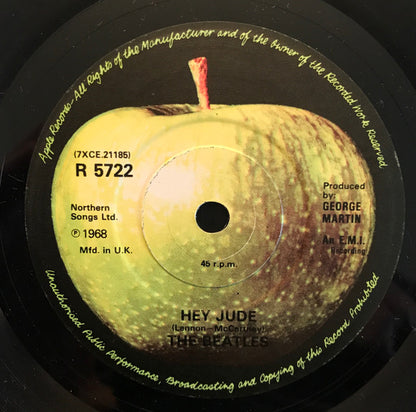 Apple Records—All Rights of the Manufacturer and of the Owner of the Recorded Work Reserved
(7XCE.21185)
R 5722
Produced
by:
GEORGE
MARTIN
Northern
Songs Ltd.
℗ 1968
Mfd. in U.K.
An E.M.I.
Recording
45 r.p.m.
HEY JUDE
(Lennon—McCartney)
THE BEATLES
Unauthorised Public Performance, Broadcasting and Copying of this Record Prohibited